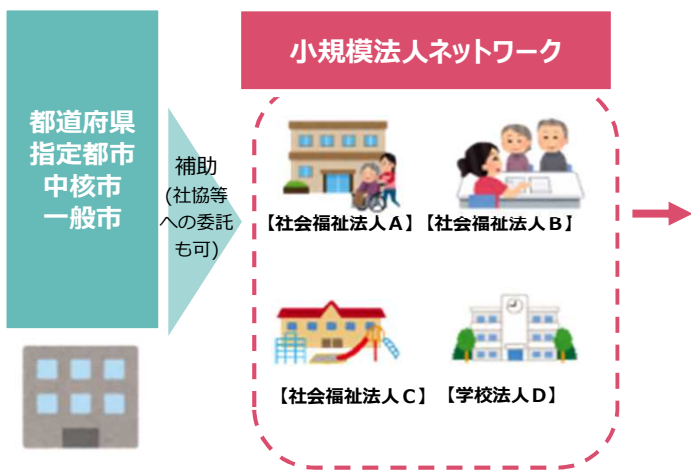 小規模法人ネットワーク
都道府県
指定都市
中核市
一般市
補助
(社協等
への委託
も可)
【社会福祉法人A】【社会福祉法人B】
【社会福祉法人C】【学校法人D】